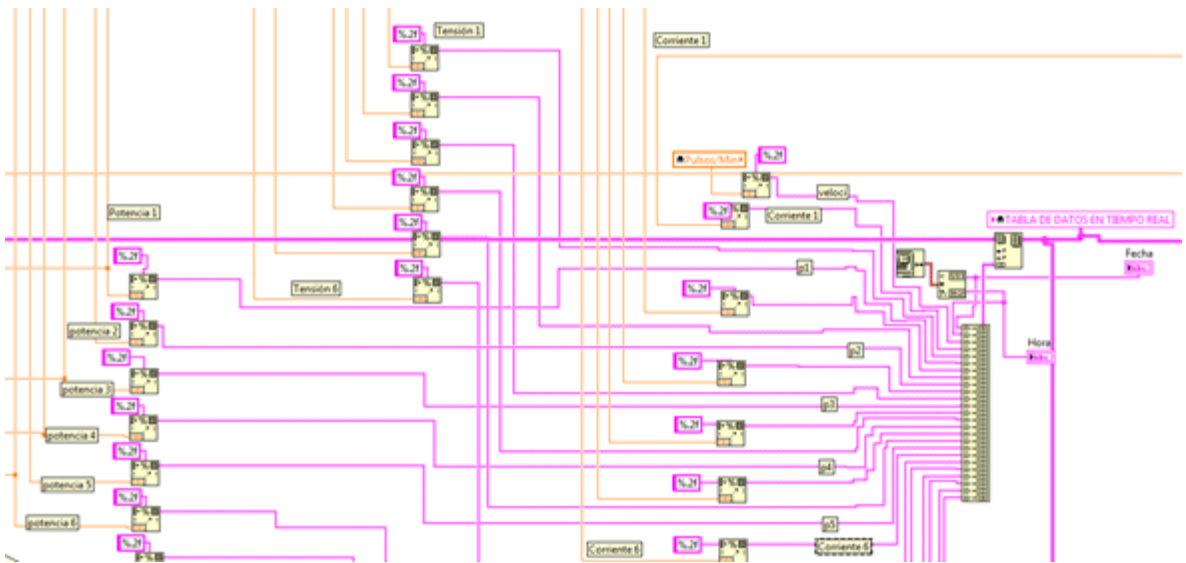 %.2f
Tensión 1
%.2f
%.2f
%.2f
%.2f
%.2f
Tensión 6
Corriente 1
Pulsos/Min
%.2f
veloci
%.2f
Corriente 1
TABLA DE DATOS EN TIEMPO REAL
Fecha
Hora
Potencia 1
%.2f
p1
%.2f
potencia 2
%.2f
p2
%.2f
potencia 3
%.2f
p3
%.2f
potencia 4
%.2f
p4
%.2f
potencia 5
%.2f
p5
%.2f
potencia 6
%.2f
Corriente 6
%.2f
Corriente 6